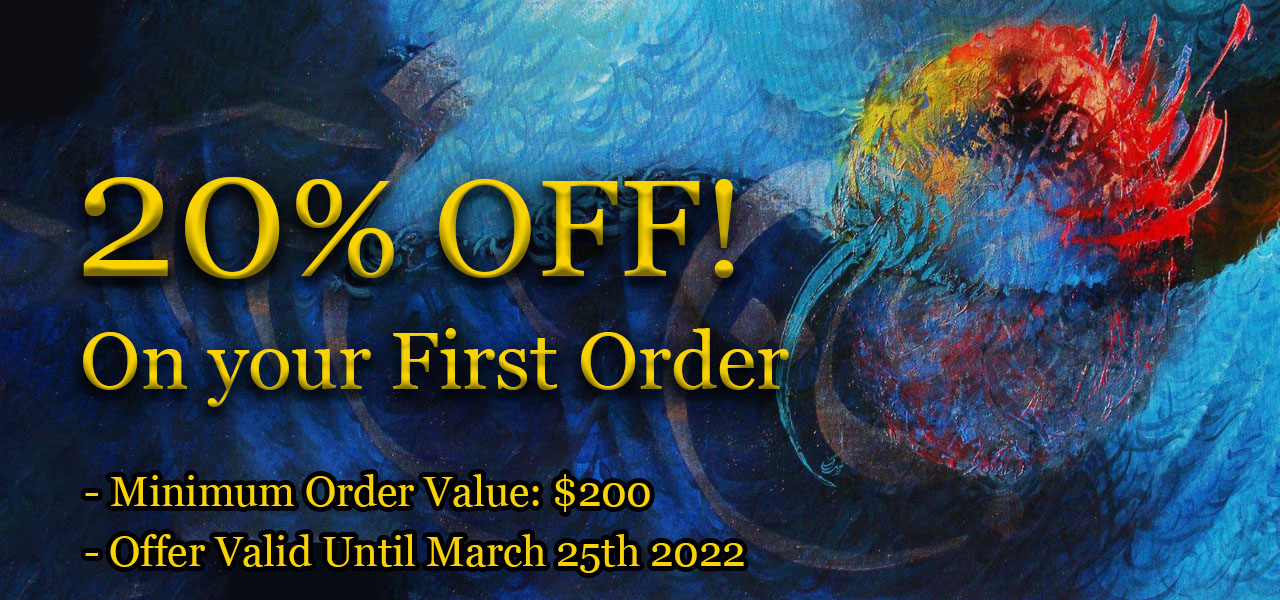 20% OFF!
On your First Order
- Minimum Order Value: $200
- Offer Valid Until March 25th 2022